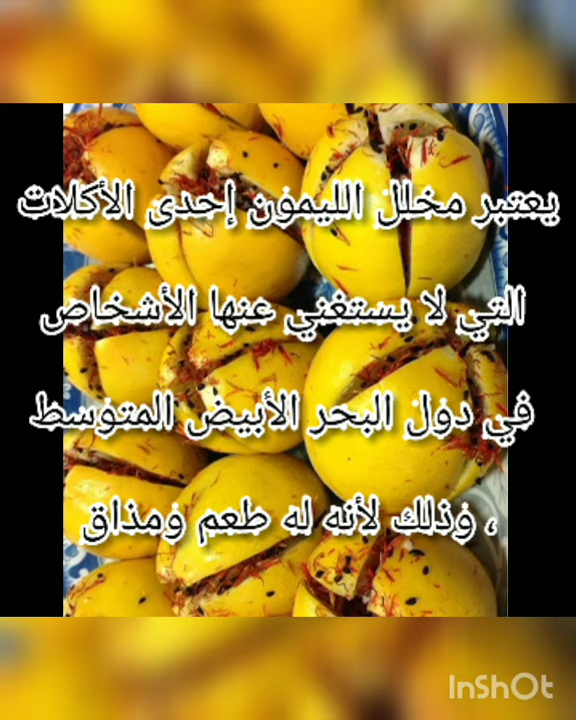 يعتبر مخلل الليمون إحدى الأكلات
التي لا يستغني عنها الأشخاص
في دول البحر الأبيض المتوسط
، وذلك لأنه له طعم ومذاق
InShOt